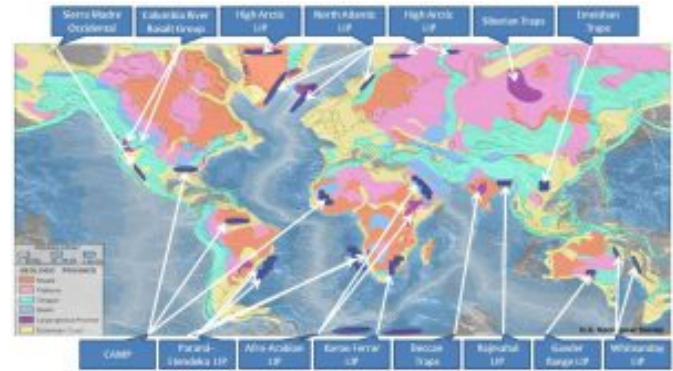 Sierra Madre
Occidental
Columbia River
Basalt Group
High Arctic
LIP
North Atlantic
LIP
High Arctic
LIP
Siberian Traps
Emeishan
Traps
GEOLOGIC PROVINCE
Shield
Platform
Orogen
Basin
Large Igneous Province
Extended Crust
CAMP
Paraná–
Etendeka LIP
Afro-Arabian
LIP
Karoo Ferrar
LIP
Deccan
Traps
Rajmahal
LIP
Gawler
Range LIP
Whitsunday
LIP